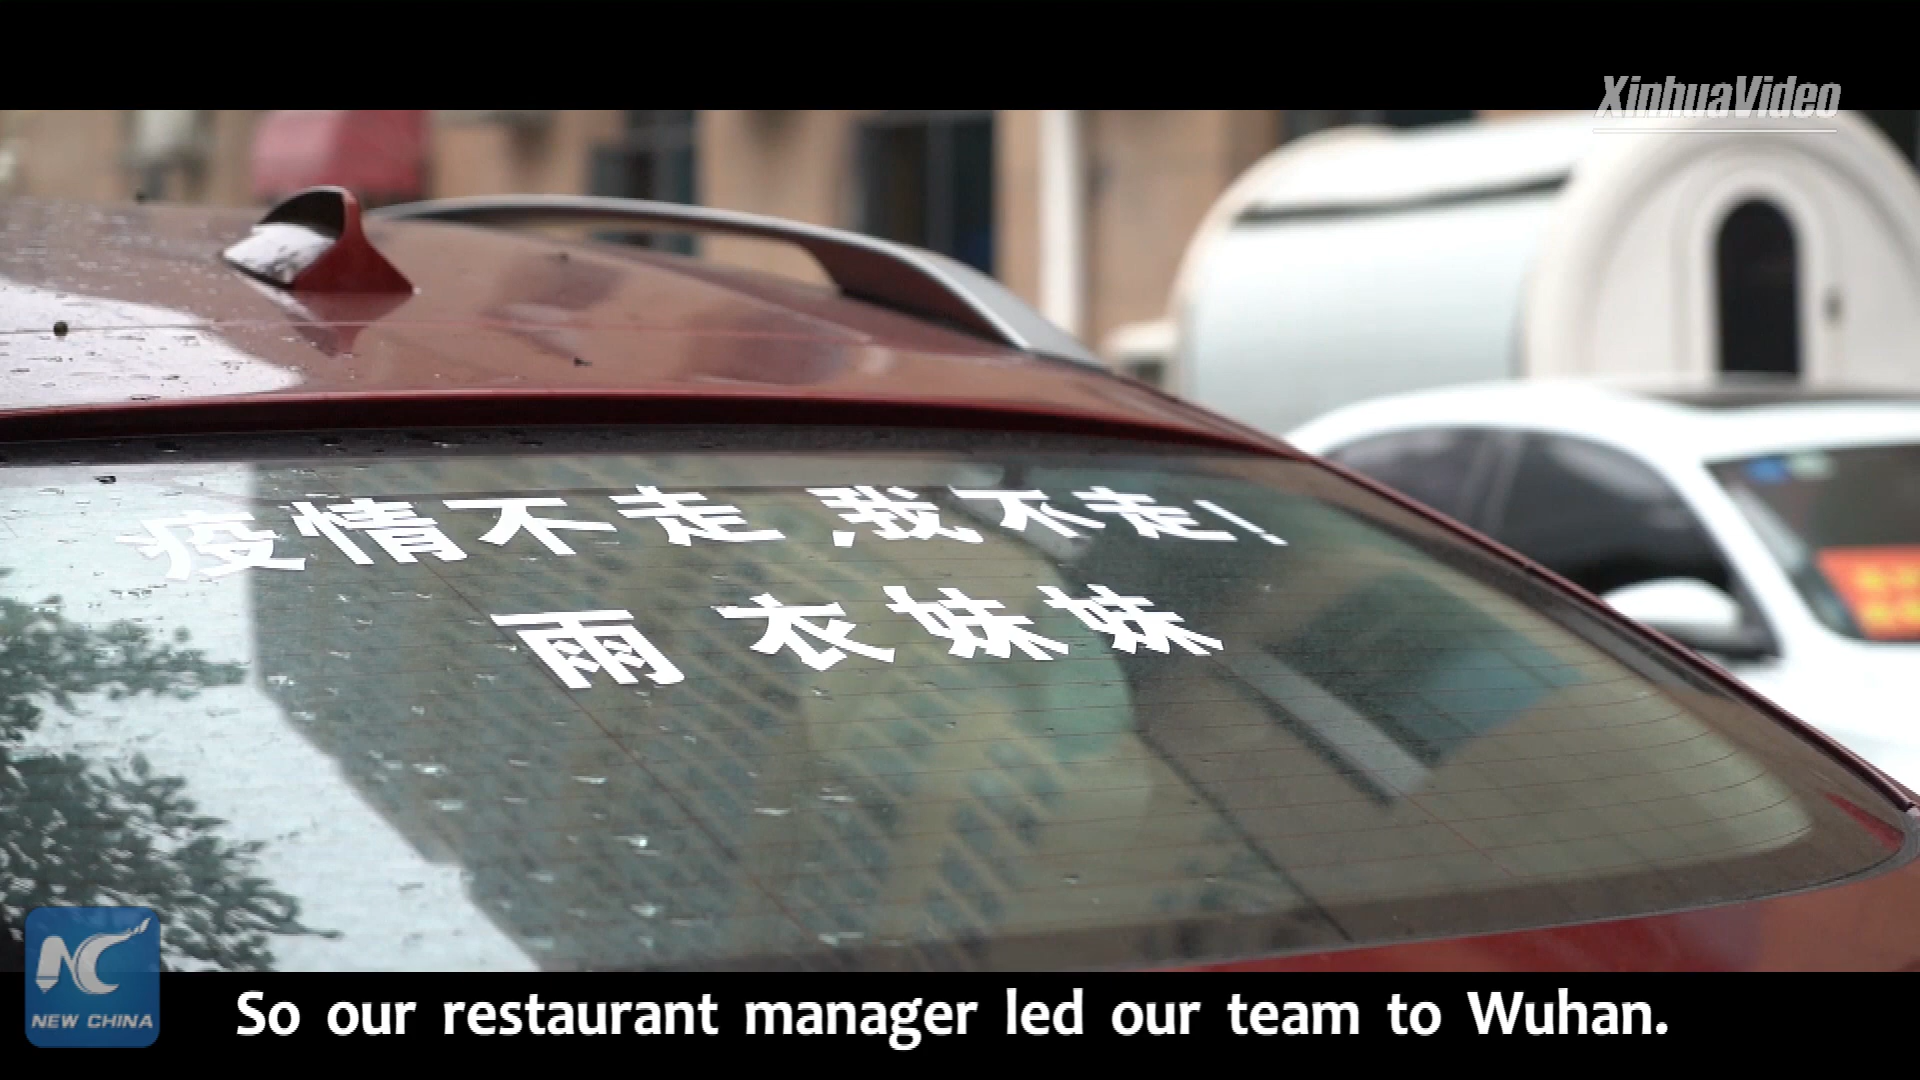 XinhuaVideo
疫情不走 我不走!
雨衣妹妹
NC
NEW CHINA
So our restaurant manager led our team to Wuhan.